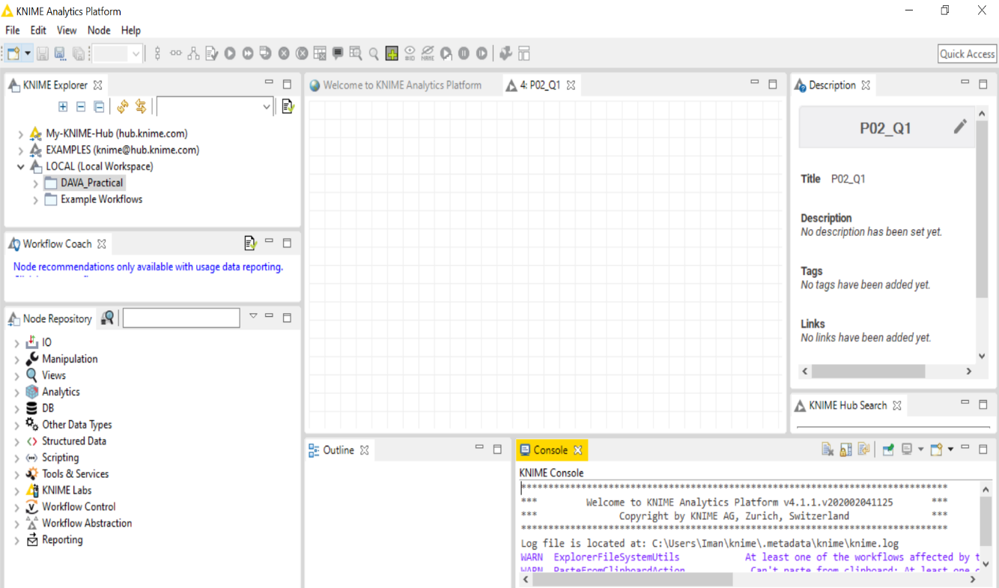 KNIME Analytics Platform
File Edit View Node Help
Quick Access
KNIME Explorer
My-KNIME-Hub (hub.knime.com)
EXAMPLES (knime@hub.knime.com)
LOCAL (Local Workspace)
DAVA_Practical
Example Workflows
Workflow Coach
Node recommendations only available with usage data reporting.
Node Repository
IO
Manipulation
Views
Analytics
DB
Other Data Types
Structured Data
Scripting
Tools & Services
KNIME Labs
Workflow Control
Workflow Abstraction
Reporting
Welcome to KNIME Analytics Platform
4: P02_Q1
Outline
Description
P02_Q1
Title P02_Q1
Description
No description has been set yet.
Tags
No tags have been added yet.
Links
No links have been added yet.
KNIME Hub Search
Console
KNIME Console
*** Welcome to KNIME Analytics Platform v4.1.1.v202002041125 ***
*** Copyright by KNIME AG, Zurich, Switzerland ***
Log file is located at: C:\Users\Iman\knime\.metadata\knime\knime.log
WARN ExplorerFileSystemUtils At least one of the workflows affected by t
WARN PasteFromClipboardAction Can't paste from clipboard: At least one